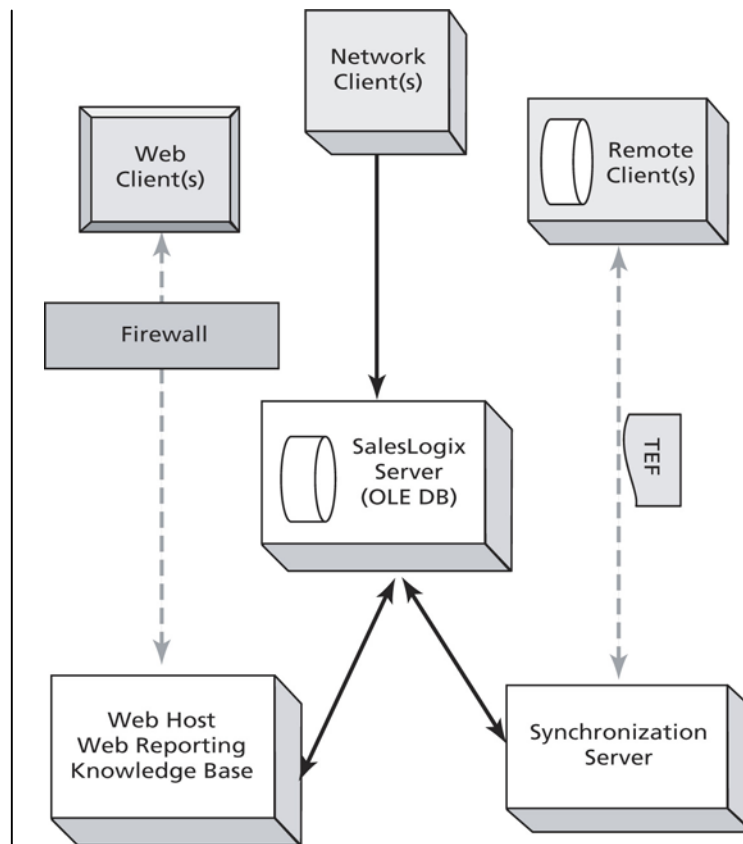 Network
Client(s)
Web
Client(s)
Remote
Client(s)
Firewall
SalesLogix
Server
(OLE DB)
TEF
Web Host
Web Reporting
Knowledge Base
Synchronization
Server